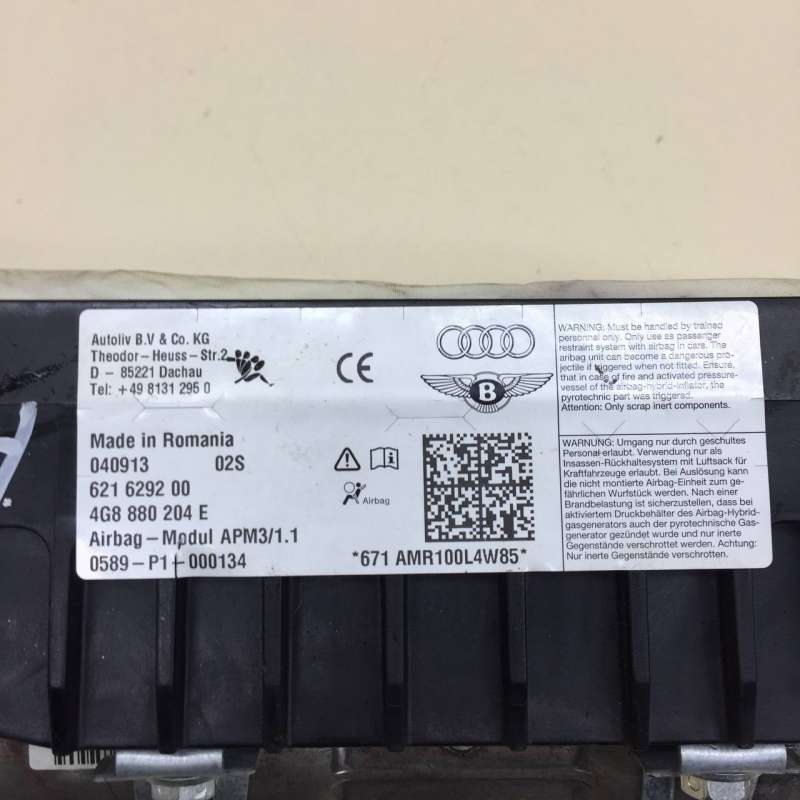 Autoliv B.V & Co. KG
Theodor-Heuss-Str.2
D - 85221 Dachau
Tel: +49 8131 295 0
CE
B
Made in Romania
040913 02S
621 6292 00
4G8 880 204 E
Airbag-Modul APM3/1.1
0589-P1-000134
Airbag
*671 AMR100L4W85*
WARNING: Must be handled by trained
personnel only. Only use as passenger
restraint system with airbag in cars. The
airbag unit can become a dangerous pro-
jectile if triggered when not fitted. Ensure,
that in case of fire and activated pressure-
vessel of the airbag-hybrid-inflator, the
pyrotechnic part was triggered.
Attention: Only scrap inert components.
WARNUNG: Umgang nur durch geschultes
Personal erlaubt. Verwendung nur als
Insassen-Rückhaltesystem mit Luftsack für
Kraftfahrzeuge erlaubt. Bei Auslösung kann
die nicht montierte Airbag-Einheit zum ge-
fährlichen Wurfstück werden. Nach einer
Brandbelastung ist sicherzustellen, dass bei
aktiviertem Druckbehälter des Airbag-Hybrid-
gasgenerators auch der pyrotechnische Gas-
generator gezündet wurde und nur inerte
Gegenstände verschrottet werden. Achtung:
Nur inerte Gegenstände verschrotten.